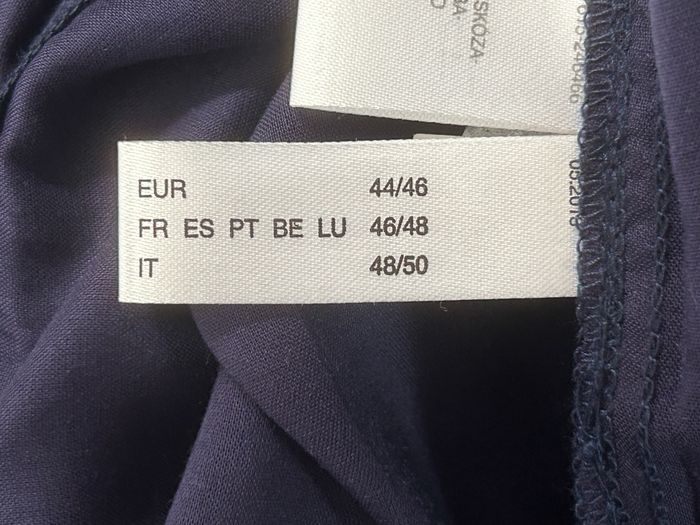 SKOZA
EUR 44/46
FR ES PT BE LU 46/48
IT 48/50